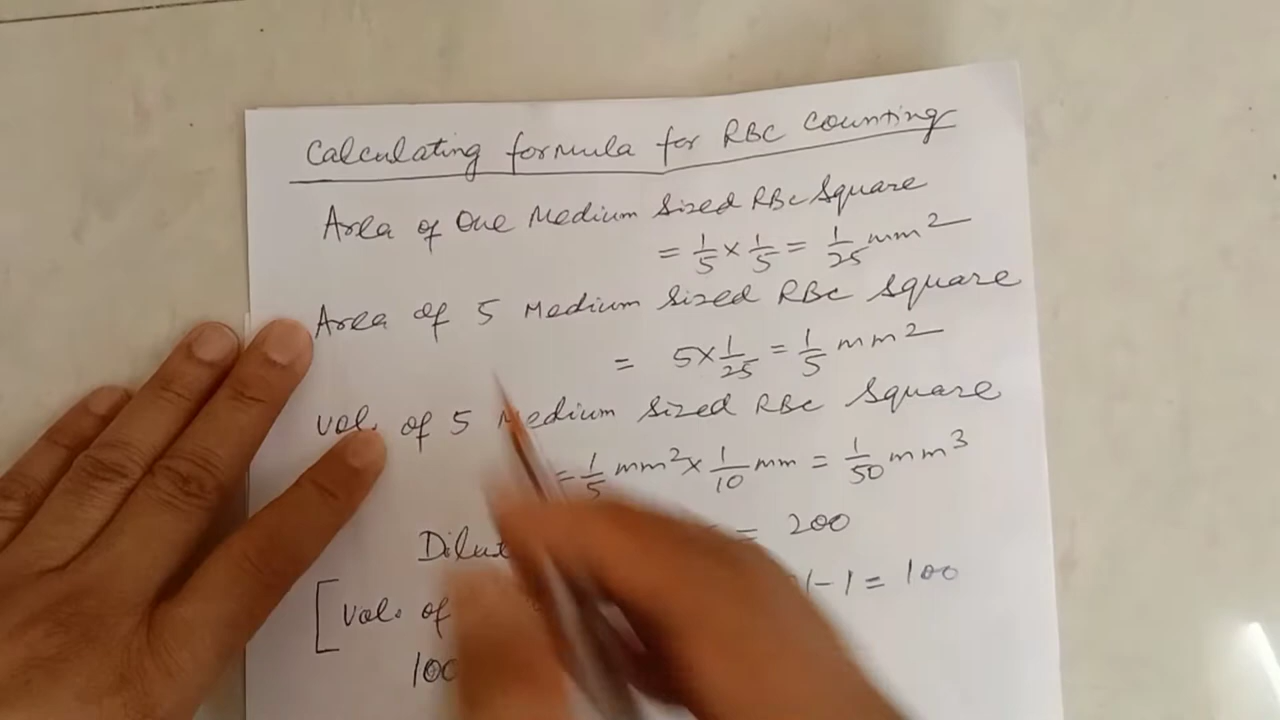 Calculating formula for RBC Counting
Area of One Medium Sized RBC Square
= 1/5 × 1/5 = 1/25 mm²
Area of 5 Medium Sized RBC Square
= 5 × 1/25 = 1/5 mm²
Vol. of 5 Medium Sized RBC Square
= 1/5 mm² × 1/10 mm = 1/50 mm³
= 200
[Vol. of 1 - 1 = 100
100